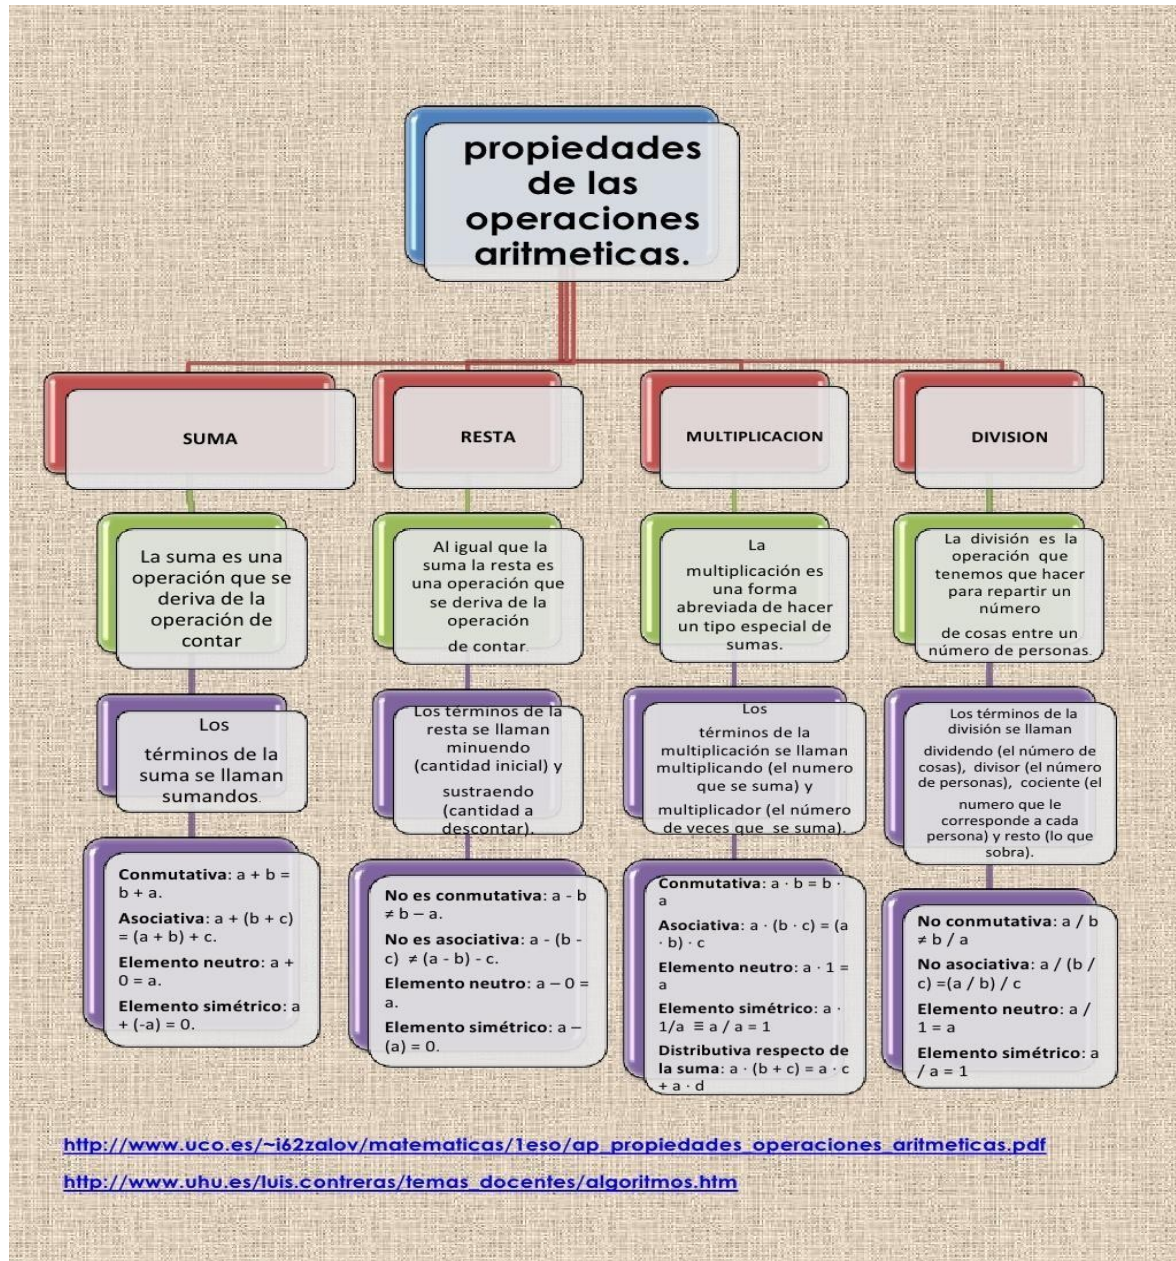 propiedades
de las
operaciones
aritmeticas.
SUMA
La suma es una
operación que se
deriva de la
operación de
contar
Los
términos de la
suma se llaman
sumandos.
Conmutativa: a + b =
b + a.
Asociativa: a + (b + c)
= (a + b) + c.
Elemento neutro: a +
0 = a.
Elemento simétrico: a
+ (-a) = 0.
RESTA
Al igual que la
suma la resta es
una operación que
se deriva de la
operación
de contar.
Los términos de la
resta se llaman
minuendo
(cantidad inicial) y
sustraendo
(cantidad a
descontar).
No es conmutativa: a - b
≠ b – a.
No es asociativa: a - (b -
c) ≠ (a - b) - c.
Elemento neutro: a – 0 =
a.
Elemento simétrico: a –
(a) = 0.
MULTIPLICACION
La
multiplicación es
una forma
abreviada de hacer
un tipo especial de
sumas.
Los
términos de la
multiplicación se llaman
multiplicando (el numero
que se suma) y
multiplicador (el número
de veces que se suma).
Conmutativa: a · b = b ·
a
Asociativa: a · (b · c) = (a
· b) · c
Elemento neutro: a · 1 =
a
Elemento simétrico: a ·
1/a ≡ a / a = 1
Distributiva respecto de
la suma: a · (b + c) = a · c
+ a · d
DIVISION
La división es la
operación que
tenemos que hacer
para repartir un
número
de cosas entre un
número de personas.
Los términos de la
división se llaman
dividendo (el número de
cosas), divisor (el número
de personas), cociente (el
numero que le
corresponde a cada
persona) y resto (lo que
sobra).
No conmutativa: a / b
≠ b / a
No asociativa: a / (b /
c) =(a / b) / c
Elemento neutro: a /
1 = a
Elemento simétrico: a
/ a = 1
http://www.uco.es/~i62zalov/matematicas/1eso/ap_propiedades_operaciones_aritmeticas.pdf
http://www.uhu.es/luis.contreras/temas_docentes/algoritmos.htm